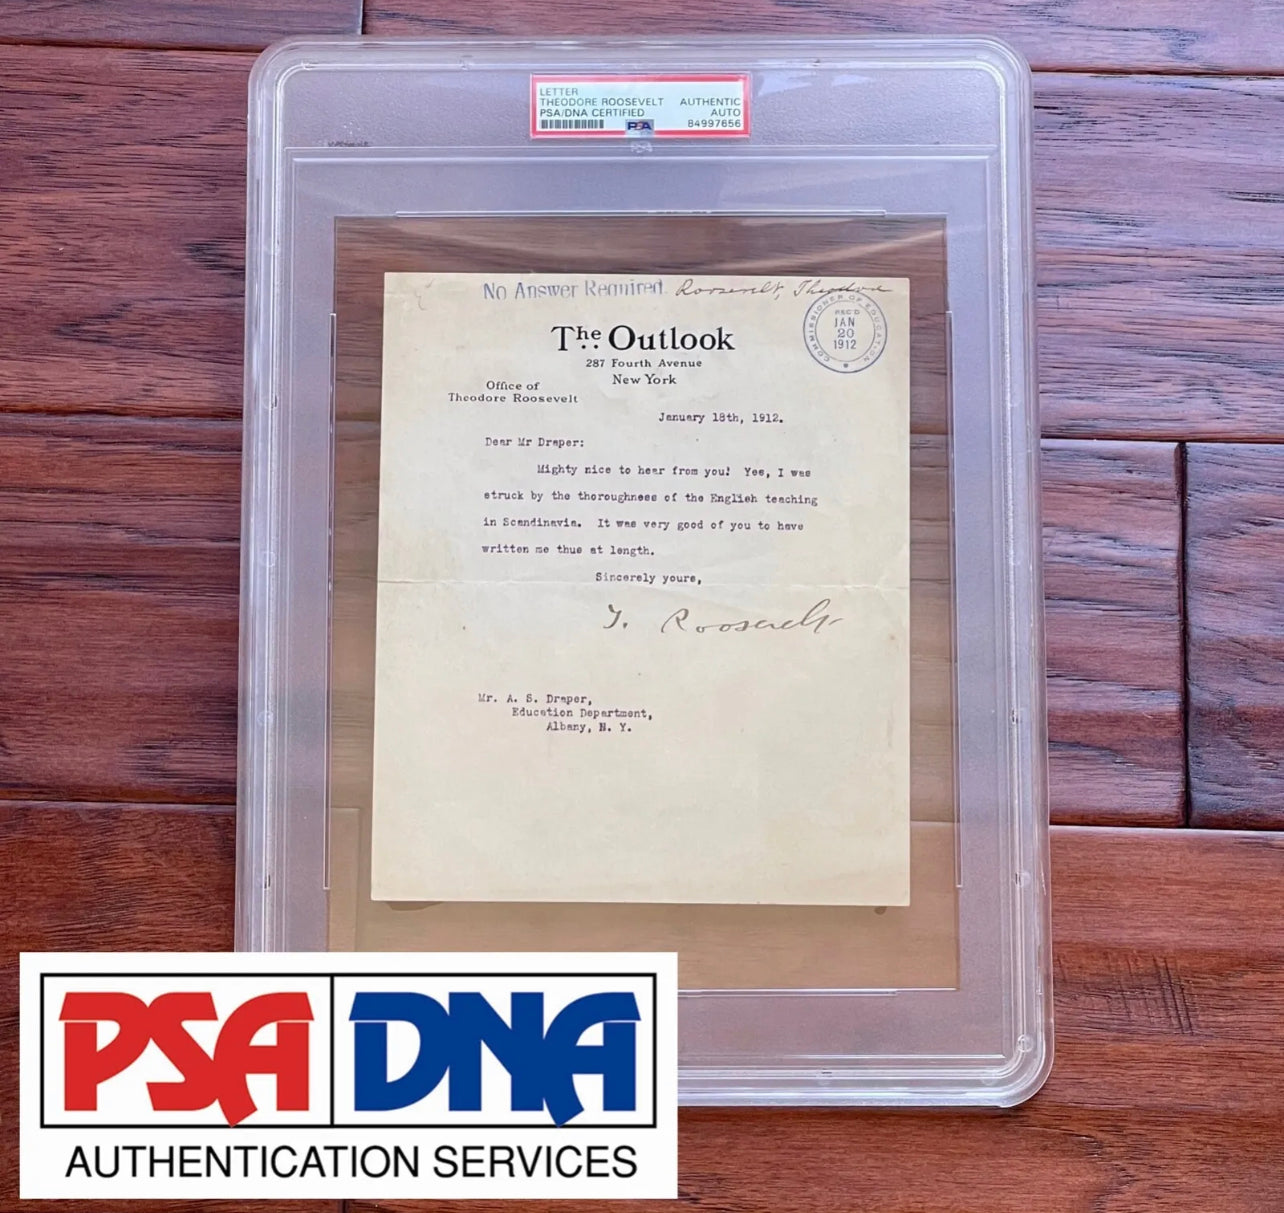 LETTER
THEODORE ROOSEVELT AUTHENTIC
PSA/DNA CERTIFIED AUTO
PSA 84997656
No Answer Required. Roosevelt, Theodore
COMMISSIONER OF EDUCATION
REC'D
JAN
20
1912
The Outlook
287 Fourth Avenue
New York
Office of
Theodore Roosevelt
January 18th, 1912.
Dear Mr Draper:
Mighty nice to hear from you! Yes, I was
struck by the thoroughness of the English teaching
in Scandinavia. It was very good of you to have
written me thus at length.
Sincerely yours,
T. Roosevelt
Mr. A. S. Draper,
Education Department,
Albany, N. Y.
PSA DNA
AUTHENTICATION SERVICES